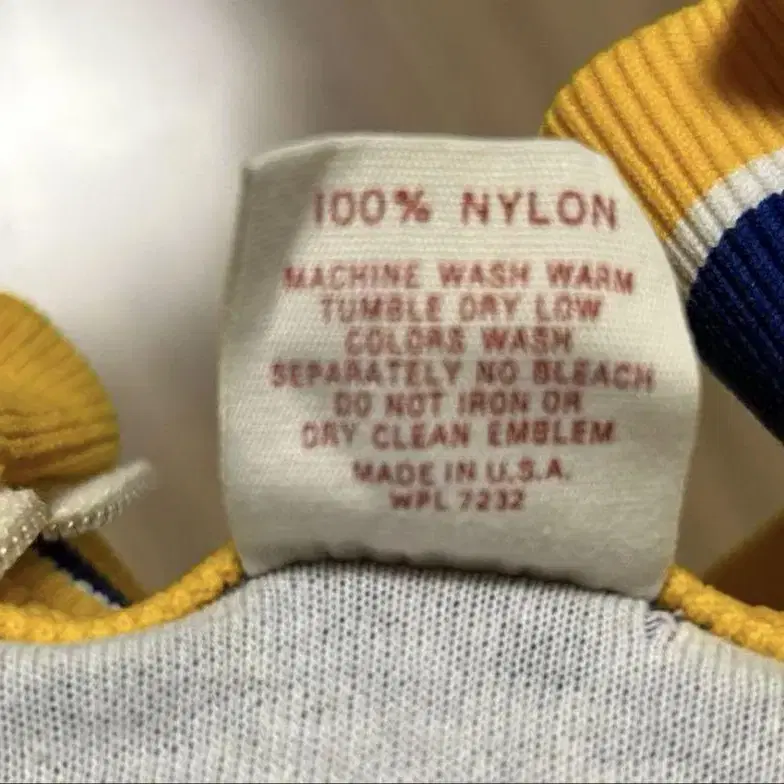 100% NYLON
MACHINE WASH WARM
TUMBLE DRY LOW
COLORS WASH
SEPARATELY NO BLEACH
DO NOT IRON OR
DRY CLEAN EMBLEM
MADE IN U.S.A.
WPL 7232